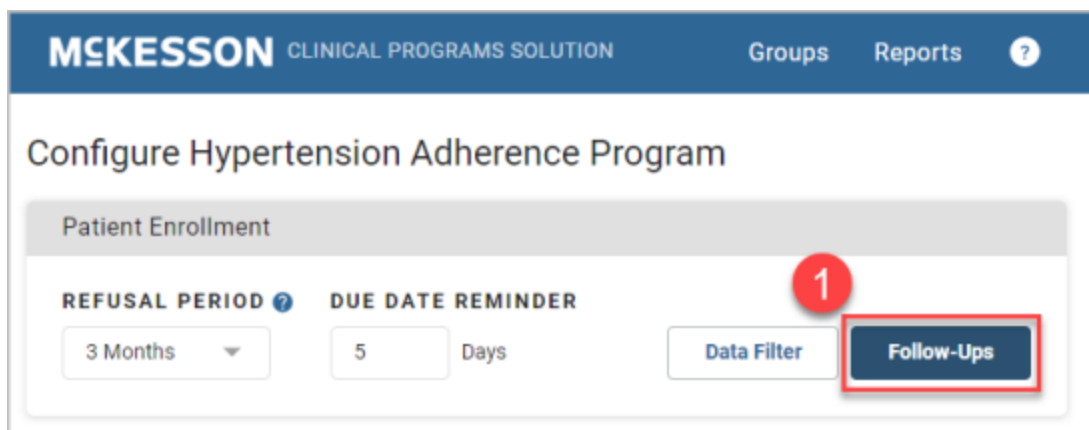 MCKESSON CLINICAL PROGRAMS SOLUTION Groups Reports ?
Configure Hypertension Adherence Program
Patient Enrollment
1
REFUSAL PERIOD ? DUE DATE REMINDER
3 Months 5 Days Data Filter Follow-Ups